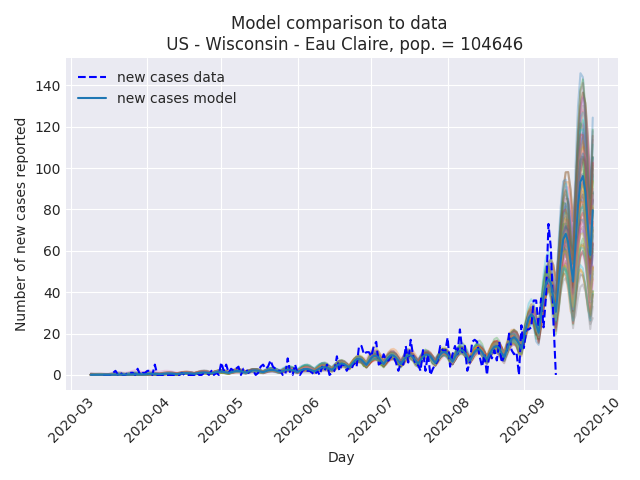 Model comparison to data
US - Wisconsin - Eau Claire, pop. = 104646
new cases data
new cases model
Number of new cases reported
140
120
100
80
60
40
20
0
2020-03
2020-04
2020-05
2020-06
2020-07
2020-08
2020-09
2020-10
Day